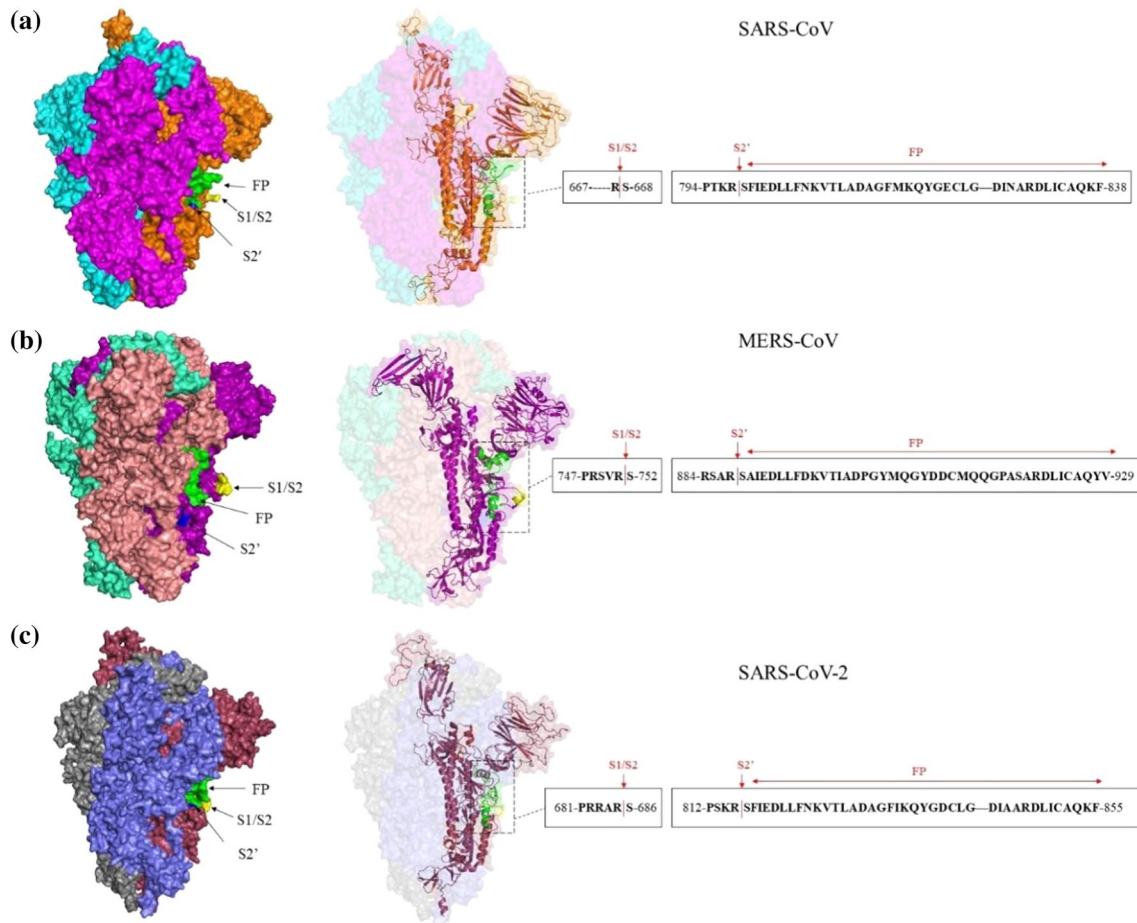 (a)
SARS-CoV
FP
S1/S2
S2′
S1/S2
667-----R S-668
S2’
FP
794-PTKR SFIEDLLFNKVTLADAGFMKQYGECLG—DINARDLICAQKF-838
(b)
MERS-CoV
S1/S2
FP
S2’
S1/S2
747-PRSVR S-752
S2’
FP
884-RSAR SAIEDLLFDKVTIADPGYMQGYDDCMQQGPASARDLICAQYV-929
(c)
SARS-CoV-2
FP
S1/S2
S2’
S1/S2
681-PRRAR S-686
S2’
FP
812-PSKR SFIEDLLFNKVTLADAGFIKQYGDCLG—DIAARDLICAQKF-855